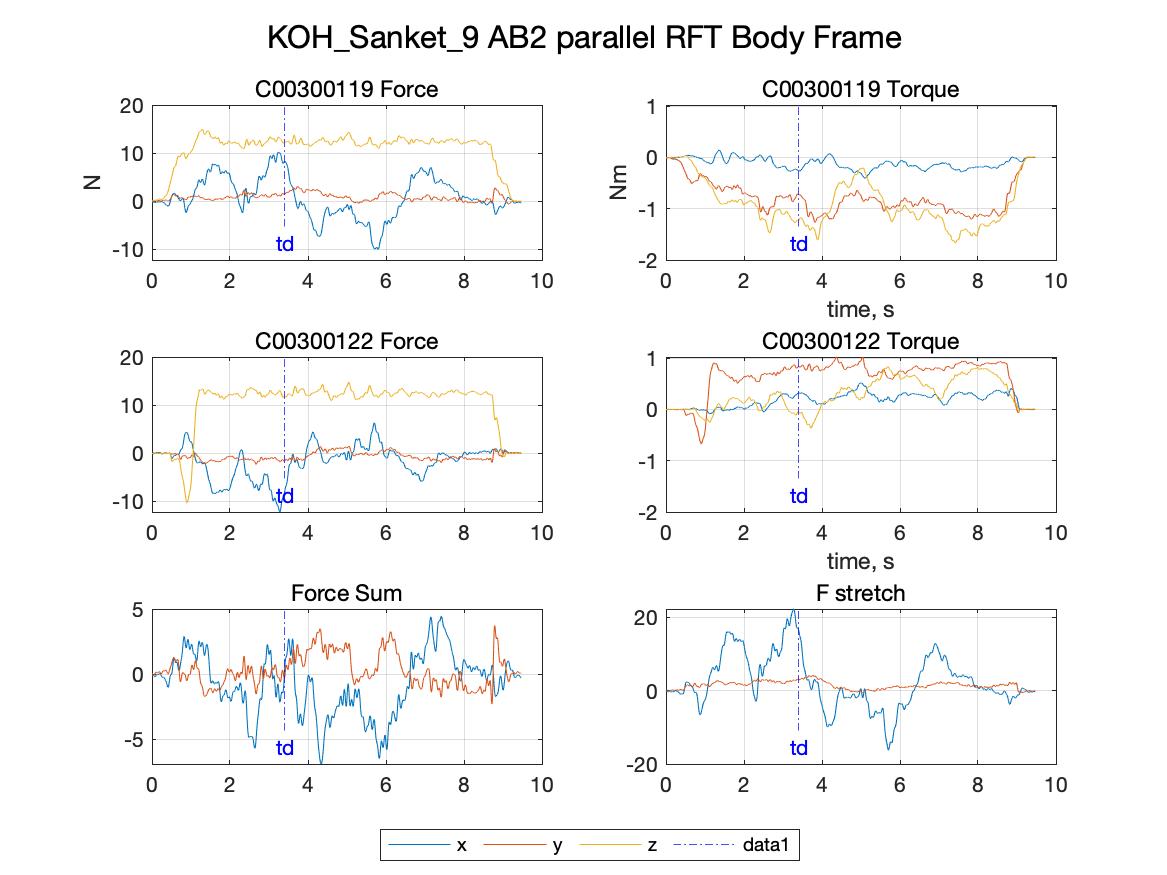 KOH_Sanket_9 AB2 parallel RFT Body Frame
C00300119 Force
20
10
0
-10
N
td
0 2 4 6 8 10
C00300119 Torque
1
0
-1
-2
Nm
td
0 2 4 6 8 10
time, s
C00300122 Force
20
10
0
-10
td
0 2 4 6 8 10
C00300122 Torque
1
0
-1
-2
td
0 2 4 6 8 10
time, s
Force Sum
5
0
-5
td
0 2 4 6 8 10
F stretch
20
0
-20
td
0 2 4 6 8 10
x y z data1